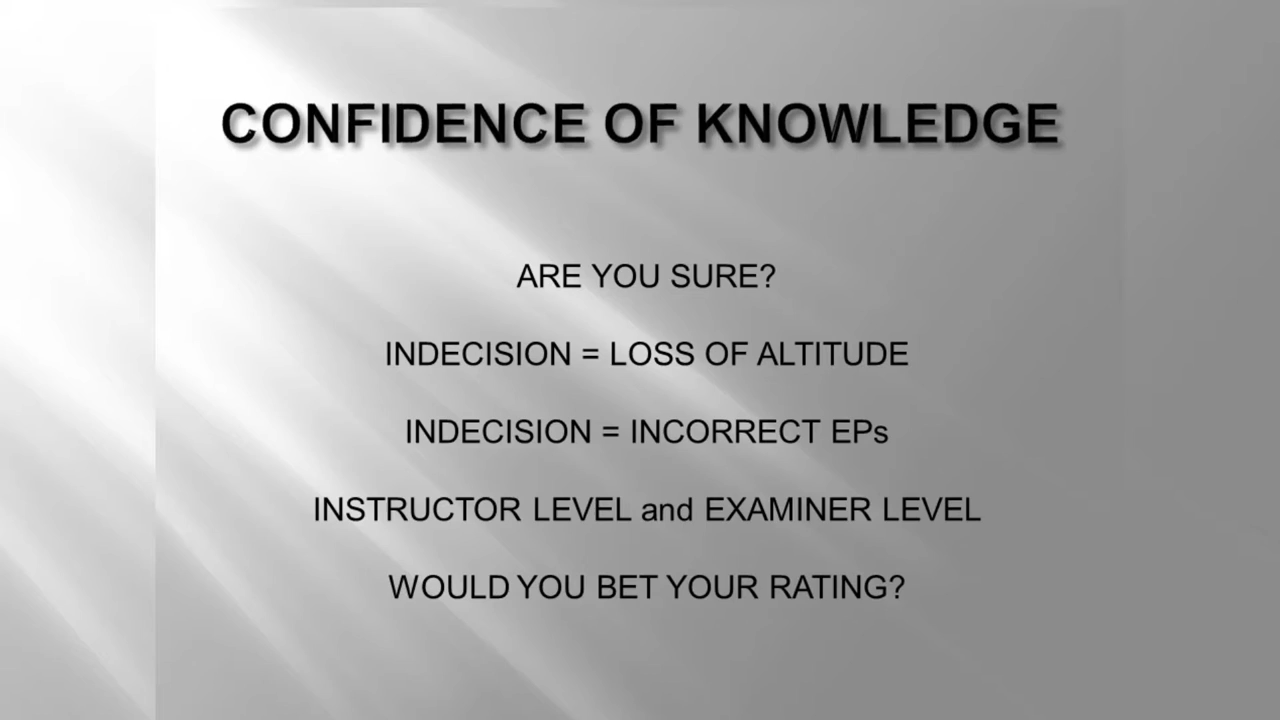 CONFIDENCE OF KNOWLEDGE
ARE YOU SURE?
INDECISION = LOSS OF ALTITUDE
INDECISION = INCORRECT EPs
INSTRUCTOR LEVEL and EXAMINER LEVEL
WOULD YOU BET YOUR RATING?